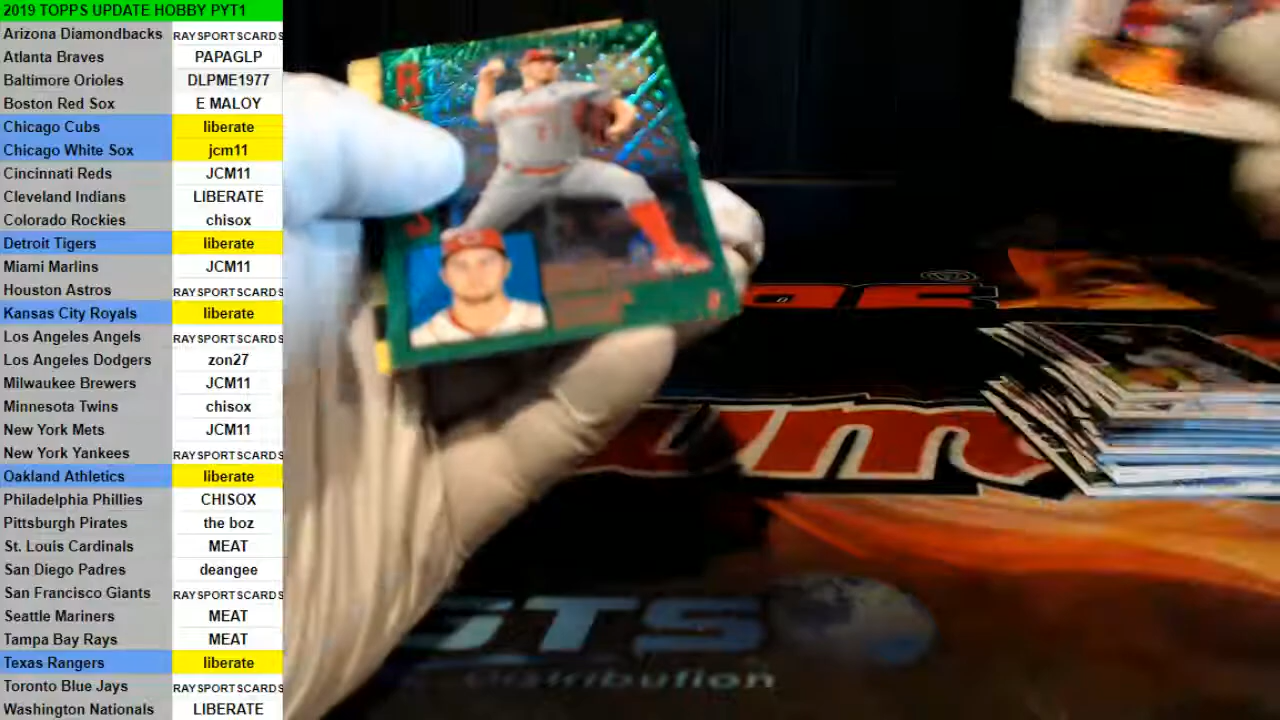 2019 TOPPS UPDATE HOBBY PYT1
Arizona Diamondbacks RAYSPORTSCARDS
Atlanta Braves PAPAGLP
Baltimore Orioles DLPME1977
Boston Red Sox E MALOY
Chicago Cubs liberate
Chicago White Sox jcm11
Cincinnati Reds JCM11
Cleveland Indians LIBERATE
Colorado Rockies chisox
Detroit Tigers liberate
Miami Marlins JCM11
Houston Astros RAYSPORTSCARDS
Kansas City Royals liberate
Los Angeles Angels RAYSPORTSCARDS
Los Angeles Dodgers zon27
Milwaukee Brewers JCM11
Minnesota Twins chisox
New York Mets JCM11
New York Yankees RAYSPORTSCARDS
Oakland Athletics liberate
Philadelphia Phillies CHISOX
Pittsburgh Pirates the boz
St. Louis Cardinals MEAT
San Diego Padres deangee
San Francisco Giants RAYSPORTSCARDS
Seattle Mariners MEAT
Tampa Bay Rays MEAT
Texas Rangers liberate
Toronto Blue Jays RAYSPORTSCARDS
Washington Nationals LIBERATE
GTS
Distribution